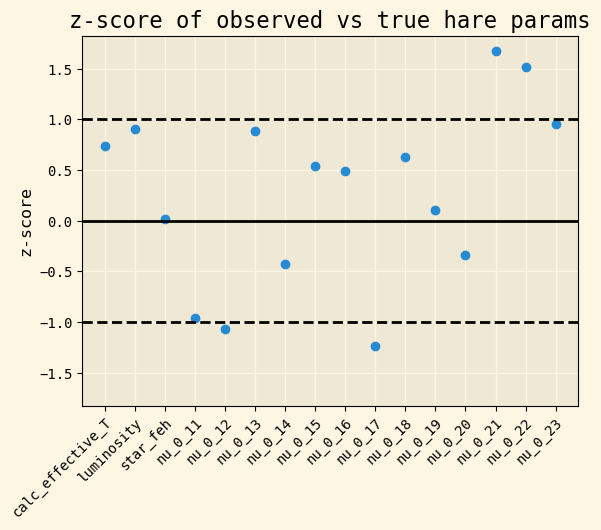 z-score of observed vs true hare params
z-score
1.5
1.0
0.5
0.0
−0.5
−1.0
−1.5
calc_effective_T
luminosity
star_feh
nu_0_11
nu_0_12
nu_0_13
nu_0_14
nu_0_15
nu_0_16
nu_0_17
nu_0_18
nu_0_19
nu_0_20
nu_0_21
nu_0_22
nu_0_23